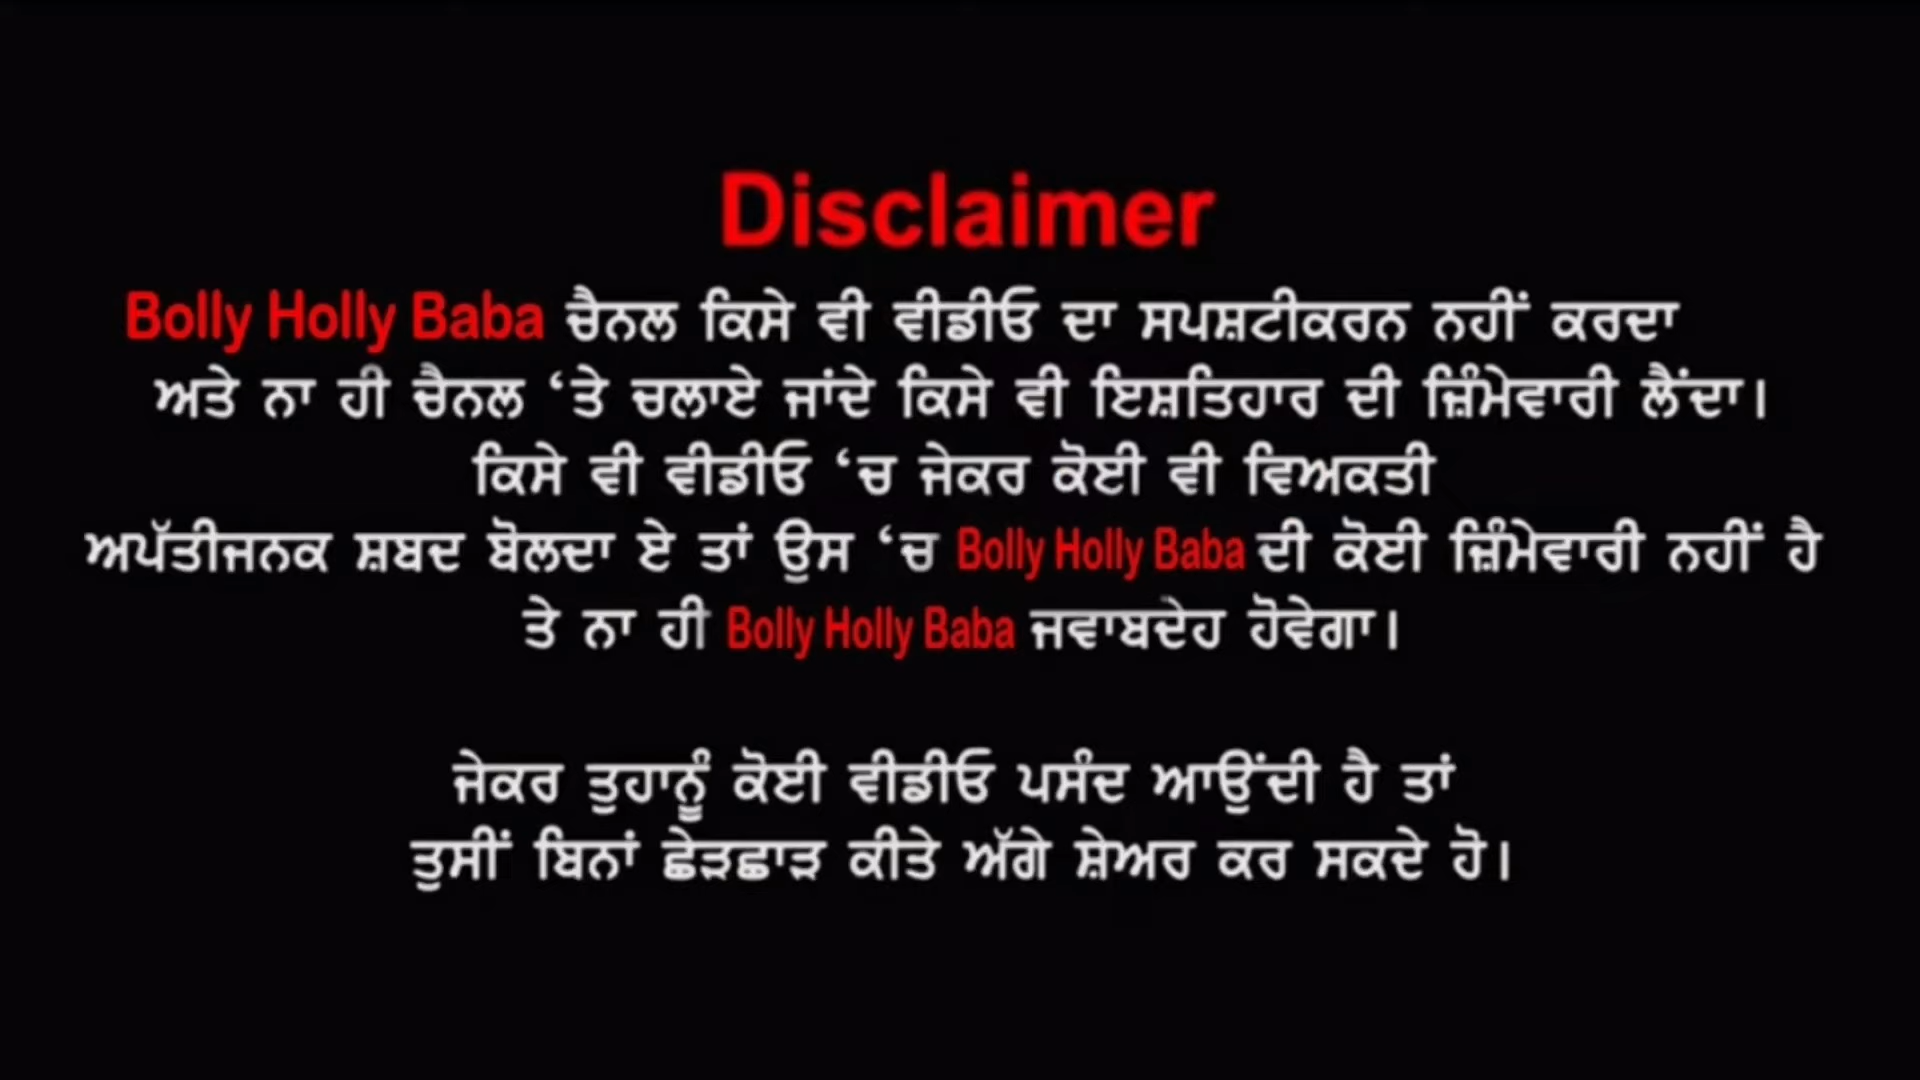 Disclaimer
Bolly Holly Baba ਚੈਨਲ ਕਿਸੇ ਵੀ ਵੀਡੀਓ ਦਾ ਸਪਸ਼ਟੀਕਰਨ ਨਹੀਂ ਕਰਦਾ
ਅਤੇ ਨਾ ਹੀ ਚੈਨਲ ‘ਤੇ ਚਲਾਏ ਜਾਂਦੇ ਕਿਸੇ ਵੀ ਇਸ਼ਤਿਹਾਰ ਦੀ ਜ਼ਿੰਮੇਵਾਰੀ ਲੈਂਦਾ।
ਕਿਸੇ ਵੀ ਵੀਡੀਓ ‘ਚ ਜੇਕਰ ਕੋਈ ਵੀ ਵਿਅਕਤੀ
ਅਪੱਤੀਜਨਕ ਸ਼ਬਦ ਬੋਲਦਾ ਏ ਤਾਂ ਉਸ ‘ਚ Bolly Holly Baba ਦੀ ਕੋਈ ਜ਼ਿੰਮੇਵਾਰੀ ਨਹੀਂ ਹੈ
ਤੇ ਨਾ ਹੀ Bolly Holly Baba ਜਵਾਬਦੇਹ ਹੋਵੇਗਾ।
ਜੇਕਰ ਤੁਹਾਨੂੰ ਕੋਈ ਵੀਡੀਓ ਪਸੰਦ ਆਉਂਦੀ ਹੈ ਤਾਂ
ਤੁਸੀਂ ਬਿਨਾਂ ਛੇੜਛਾੜ ਕੀਤੇ ਅੱਗੇ ਸ਼ੇਅਰ ਕਰ ਸਕਦੇ ਹੋ।